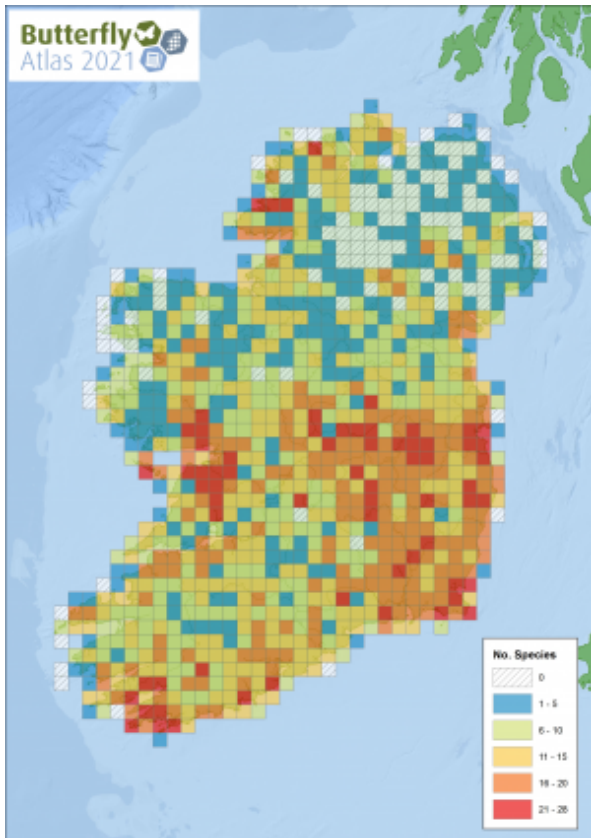 Butterfly
Atlas 2021
No. Species
0
1 - 5
6 - 10
11 - 15
16 - 20
21 - 28